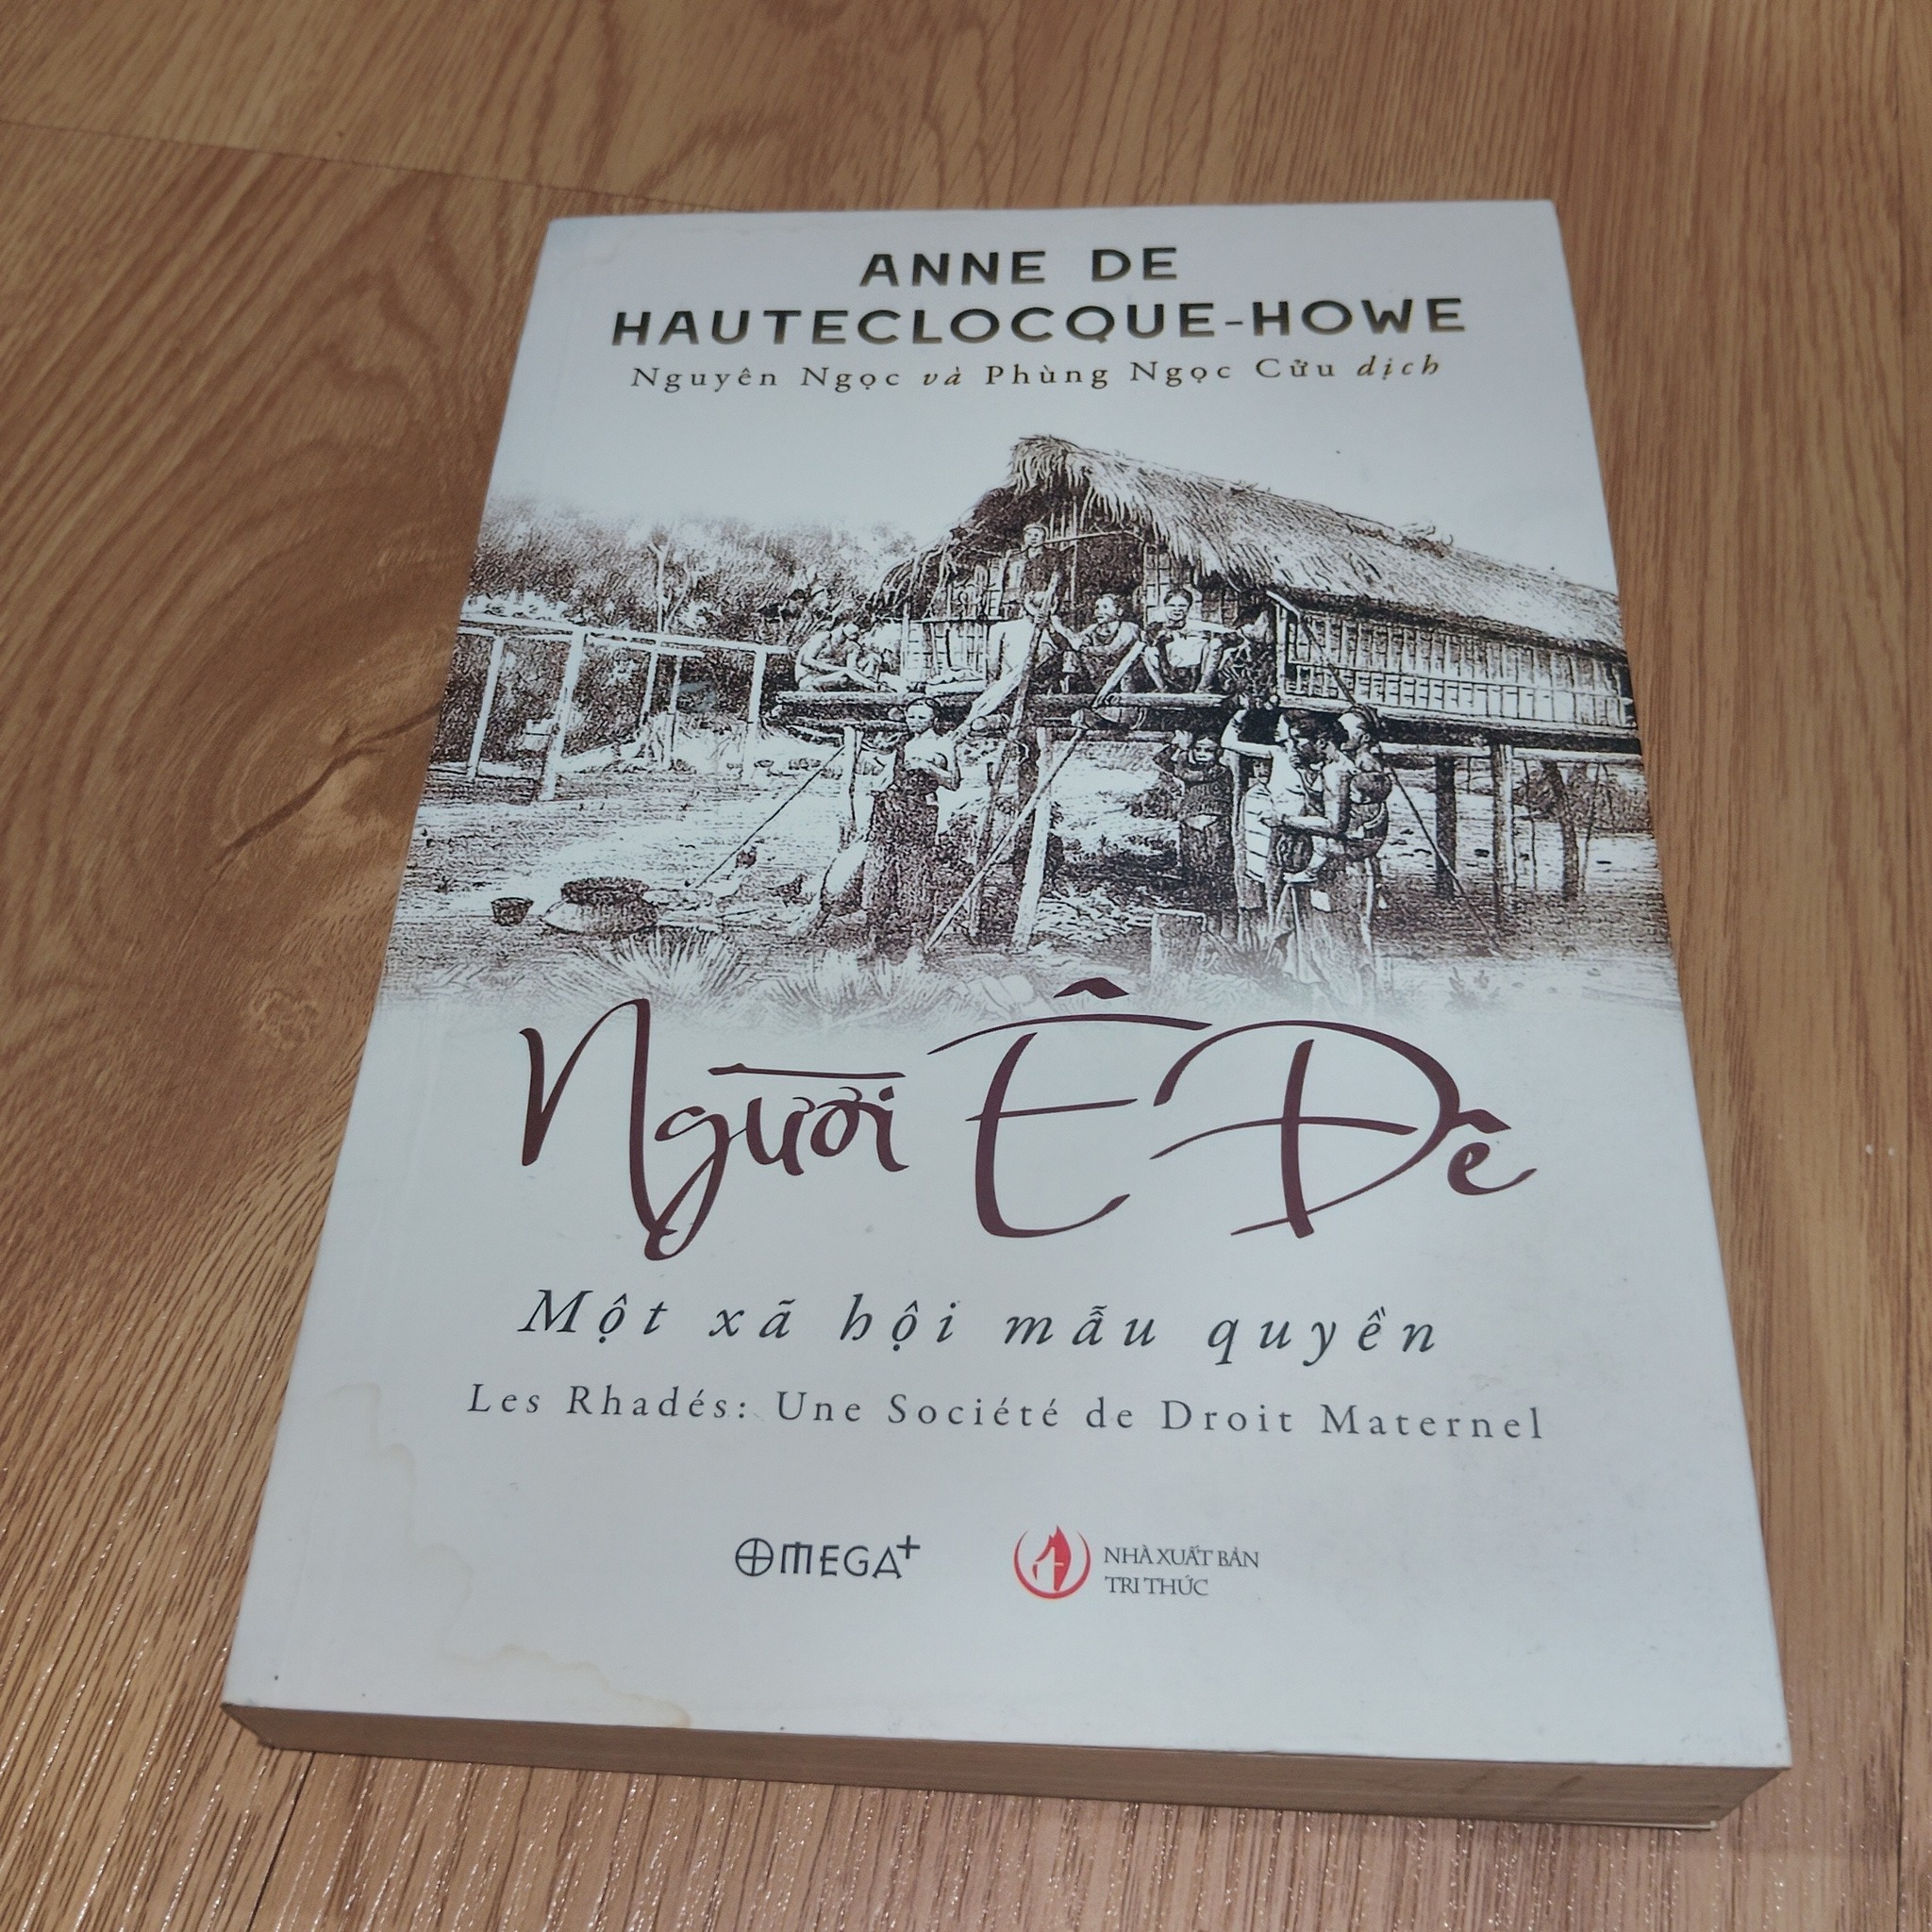 ANNE DE
HAUTECLOCQUE-HOWE
Nguyên Ngọc và Phùng Ngọc Cửu dịch
Người Ê Đê
Một xã hội mẫu quyền
Les Rhadés: Une Société de Droit Maternel
OMEGA+
NHÀ XUẤT BẢN
TRI THỨC